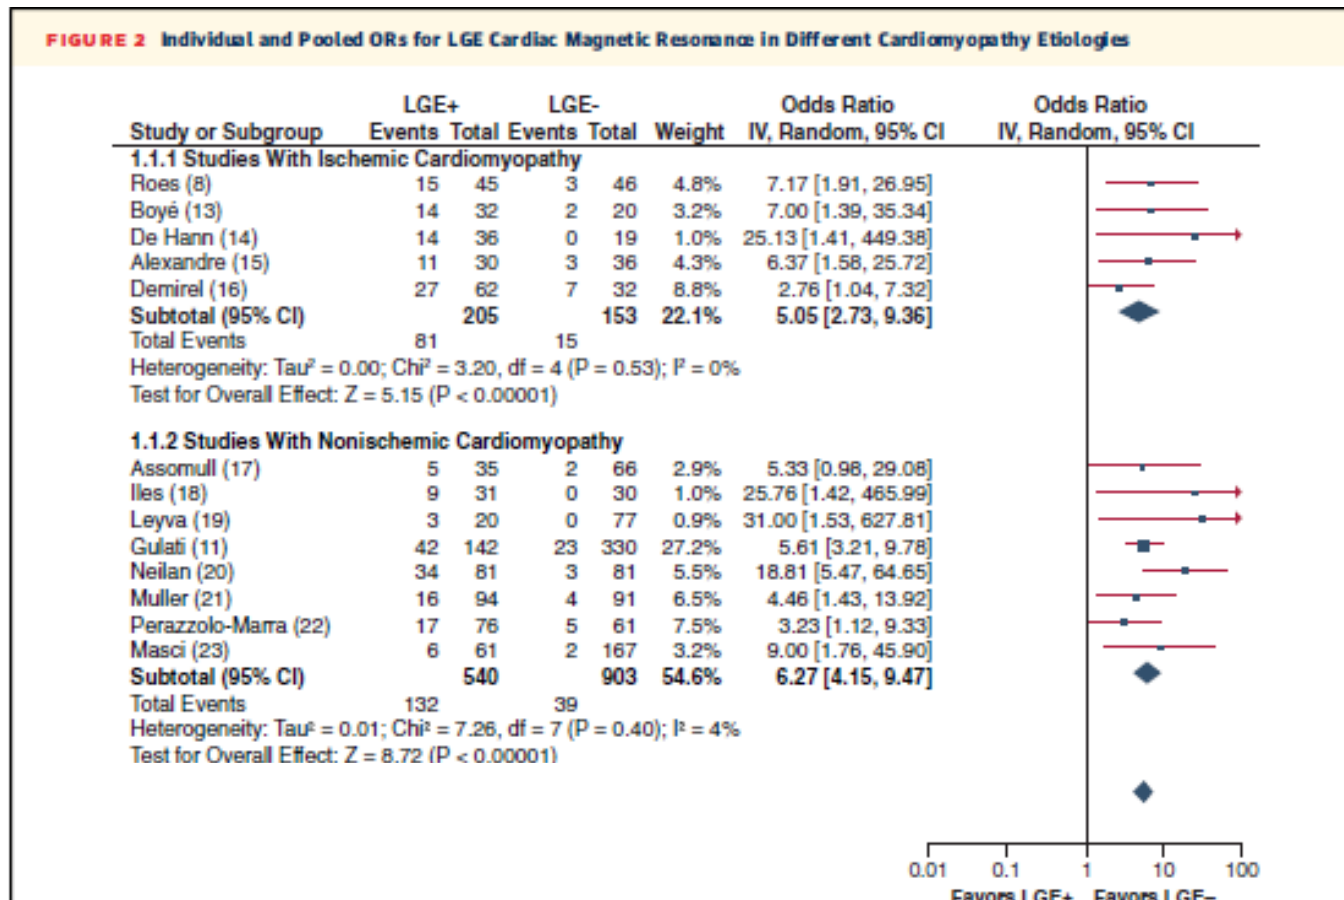 FIGURE 2 Individual and Pooled ORs for LGE Cardiac Magnetic Resonance in Different Cardiomyopathy Etiologies
LGE+ LGE- Odds Ratio Odds Ratio
Study or Subgroup Events Total Events Total Weight IV, Random, 95% CI IV, Random, 95% CI
1.1.1 Studies With Ischemic Cardiomyopathy
Roes (8) 15 45 3 46 4.8% 7.17 [1.91, 26.95]
Boyé (13) 14 32 2 20 3.2% 7.00 [1.39, 35.34]
De Hann (14) 14 36 0 19 1.0% 25.13 [1.41, 449.38]
Alexandre (15) 11 30 3 36 4.3% 6.37 [1.58, 25.72]
Demirel (16) 27 62 7 32 8.8% 2.76 [1.04, 7.32]
Subtotal (95% CI) 205 153 22.1% 5.05 [2.73, 9.36]
Total Events 81 15
Heterogeneity: Tau² = 0.00; Chi² = 3.20, df = 4 (P = 0.53); I² = 0%
Test for Overall Effect: Z = 5.15 (P < 0.00001)
1.1.2 Studies With Nonischemic Cardiomyopathy
Assomull (17) 5 35 2 66 2.9% 5.33 [0.98, 29.08]
Iles (18) 9 31 0 30 1.0% 25.76 [1.42, 465.99]
Leyva (19) 3 20 0 77 0.9% 31.00 [1.53, 627.81]
Gulati (11) 42 142 23 330 27.2% 5.61 [3.21, 9.78]
Neilan (20) 34 81 3 81 5.5% 18.81 [5.47, 64.65]
Muller (21) 16 94 4 91 6.5% 4.46 [1.43, 13.92]
Perazzolo-Marra (22) 17 76 5 61 7.5% 3.23 [1.12, 9.33]
Masci (23) 6 61 2 167 3.2% 9.00 [1.76, 45.90]
Subtotal (95% CI) 540 903 54.6% 6.27 [4.15, 9.47]
Total Events 132 39
Heterogeneity: Tau² = 0.01; Chi² = 7.26, df = 7 (P = 0.40); I² = 4%
Test for Overall Effect: Z = 8.72 (P < 0.00001)
0.01 0.1 1 10 100
Favors LGE+ Favors LGE−